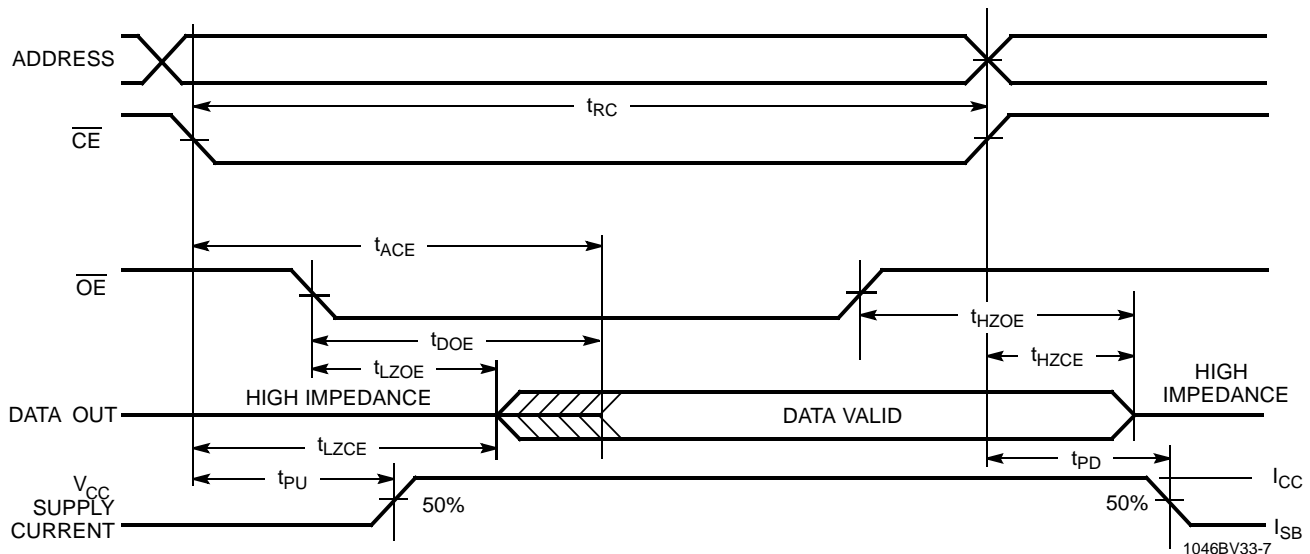 ADDRESS
tRC
CE
tACE
OE
tHZOE
tDOE
tHZCE
tLZOE
HIGH IMPEDANCE
HIGH
IMPEDANCE
DATA OUT
DATA VALID
tLZCE
tPD
tPU
VCC
SUPPLY
CURRENT
50%
50%
ICC
ISB
1046BV33-7